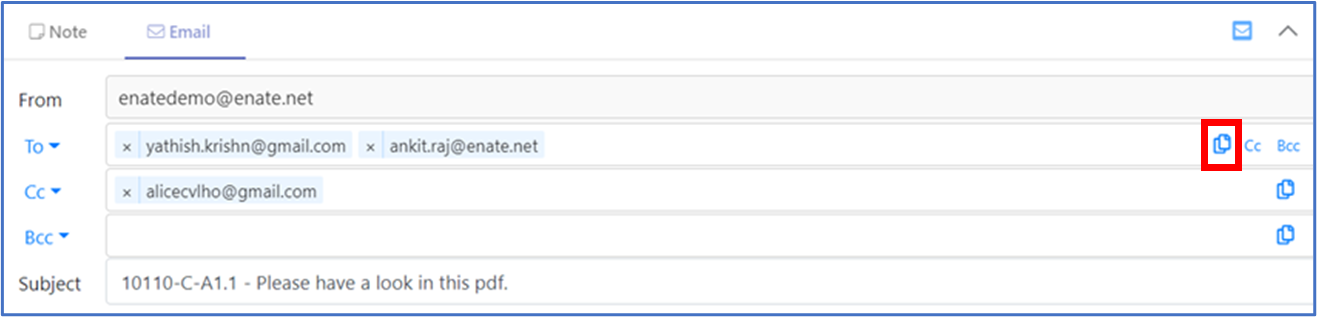 Note Email
From enatedemo@enate.net
To × yathish.krishn@gmail.com × ankit.raj@enate.net Cc Bcc
Cc × alicecvlho@gmail.com
Bcc
Subject 10110-C-A1.1 - Please have a look in this pdf.